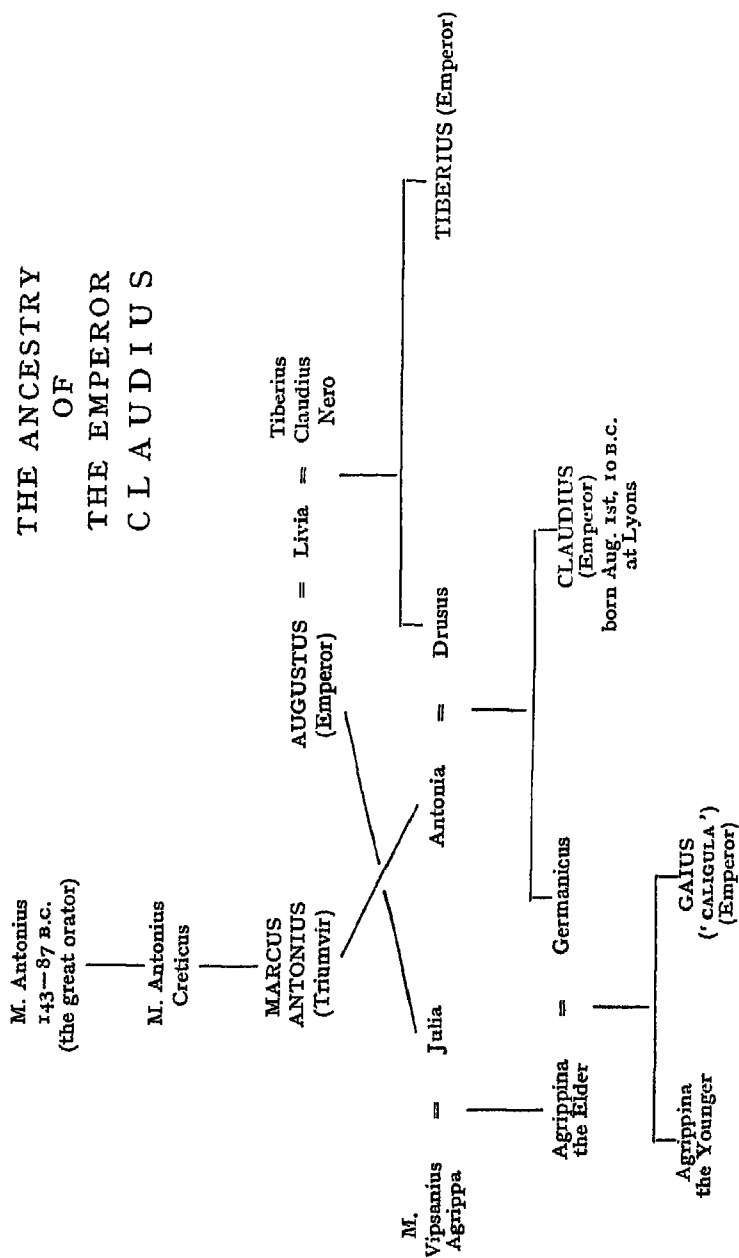 THE ANCESTRY
OF
THE EMPEROR
CLAUDIUS
M. Antonius
143–87 B.C.
(the great orator)
M. Antonius
Creticus
MARCUS
ANTONIUS
(Triumvir)
AUGUSTUS
(Emperor)
=
Livia
=
Tiberius
Claudius
Nero
M.
Vipsanius
Agrippa
=
Julia
Antonia
=
Drusus
TIBERIUS (Emperor)
Agrippina
the Elder
=
Germanicus
CLAUDIUS
(Emperor)
born Aug. 1st, 10 B.C.
at Lyons
Agrippina
the Younger
GAIUS
('CALIGULA')
(Emperor)